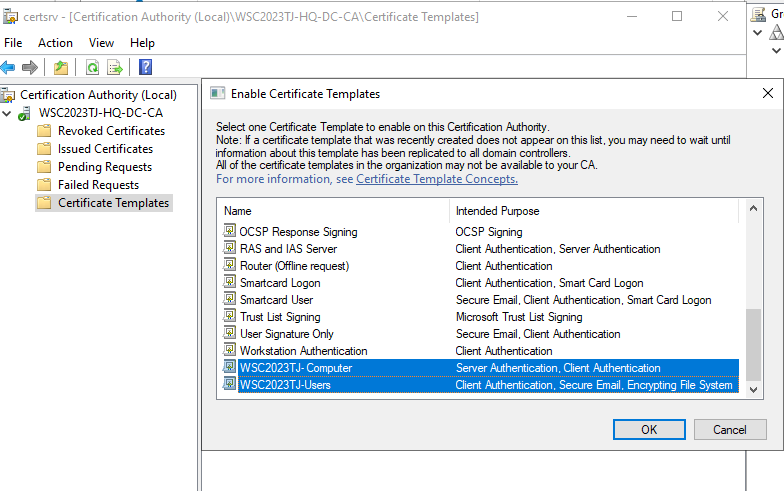 certsrv - [Certification Authority (Local)\WSC2023TJ-HQ-DC-CA\Certificate Templates]
File Action View Help
Certification Authority (Local)
WSC2023TJ-HQ-DC-CA
Revoked Certificates
Issued Certificates
Pending Requests
Failed Requests
Certificate Templates
Gr
Enable Certificate Templates
Select one Certificate Template to enable on this Certification Authority.
Note: If a certificate template that was recently created does not appear on this list, you may need to wait until
information about this template has been replicated to all domain controllers.
All of the certificate templates in the organization may not be available to your CA.
For more information, see Certificate Template Concepts.
Name Intended Purpose
OCSP Response Signing OCSP Signing
RAS and IAS Server Client Authentication, Server Authentication
Router (Offline request) Client Authentication
Smartcard Logon Client Authentication, Smart Card Logon
Smartcard User Secure Email, Client Authentication, Smart Card Logon
Trust List Signing Microsoft Trust List Signing
User Signature Only Secure Email, Client Authentication
Workstation Authentication Client Authentication
WSC2023TJ- Computer Server Authentication, Client Authentication
WSC2023TJ-Users Client Authentication, Secure Email, Encrypting File System
OK Cancel